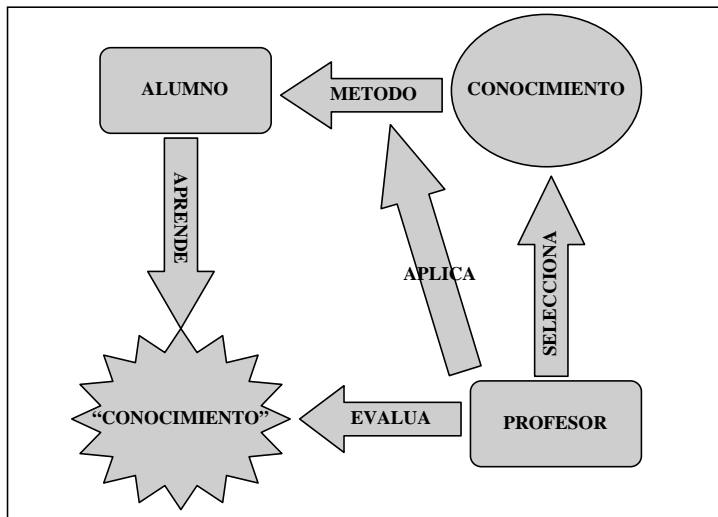 ALUMNO
METODO
CONOCIMIENTO
APRENDE
APLICA
SELECCIONA
“CONOCIMIENTO”
EVALUA
PROFESOR